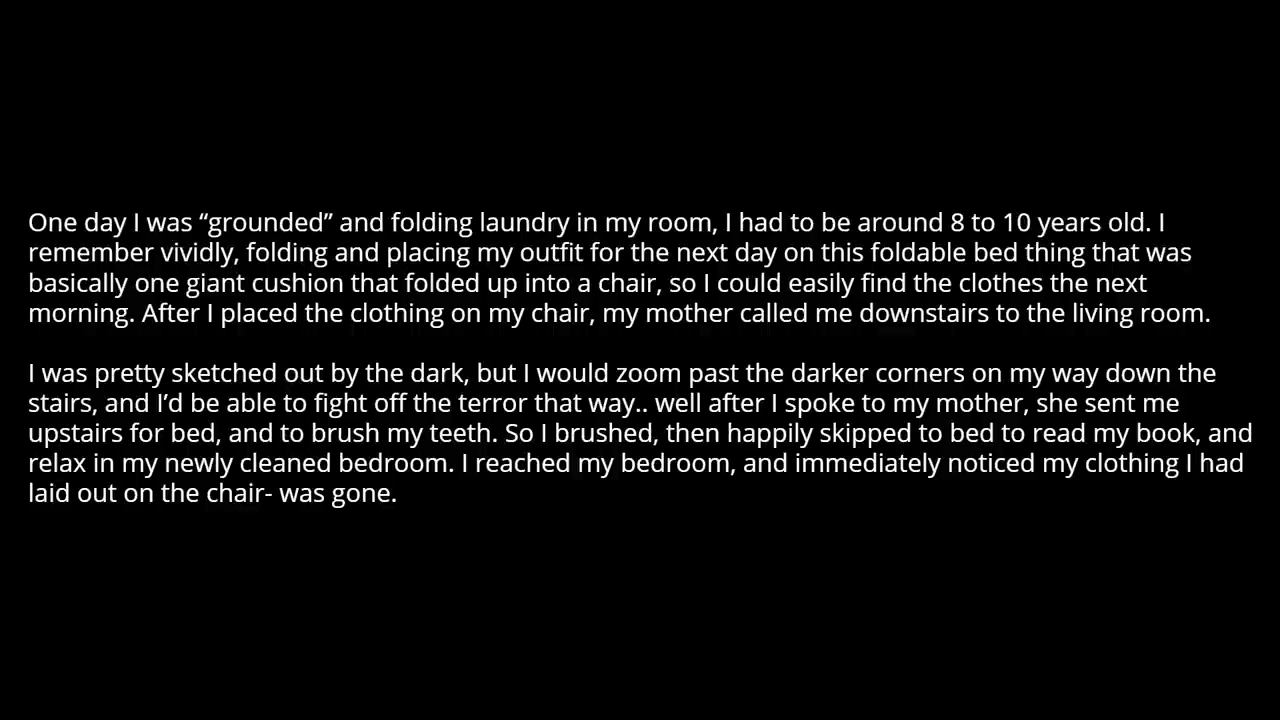 One day I was “grounded” and folding laundry in my room, I had to be around 8 to 10 years old. I
remember vividly, folding and placing my outfit for the next day on this foldable bed thing that was
basically one giant cushion that folded up into a chair, so I could easily find the clothes the next
morning. After I placed the clothing on my chair, my mother called me downstairs to the living room.
I was pretty sketched out by the dark, but I would zoom past the darker corners on my way down the
stairs, and I’d be able to fight off the terror that way.. well after I spoke to my mother, she sent me
upstairs for bed, and to brush my teeth. So I brushed, then happily skipped to bed to read my book, and
relax in my newly cleaned bedroom. I reached my bedroom, and immediately noticed my clothing I had
laid out on the chair- was gone.